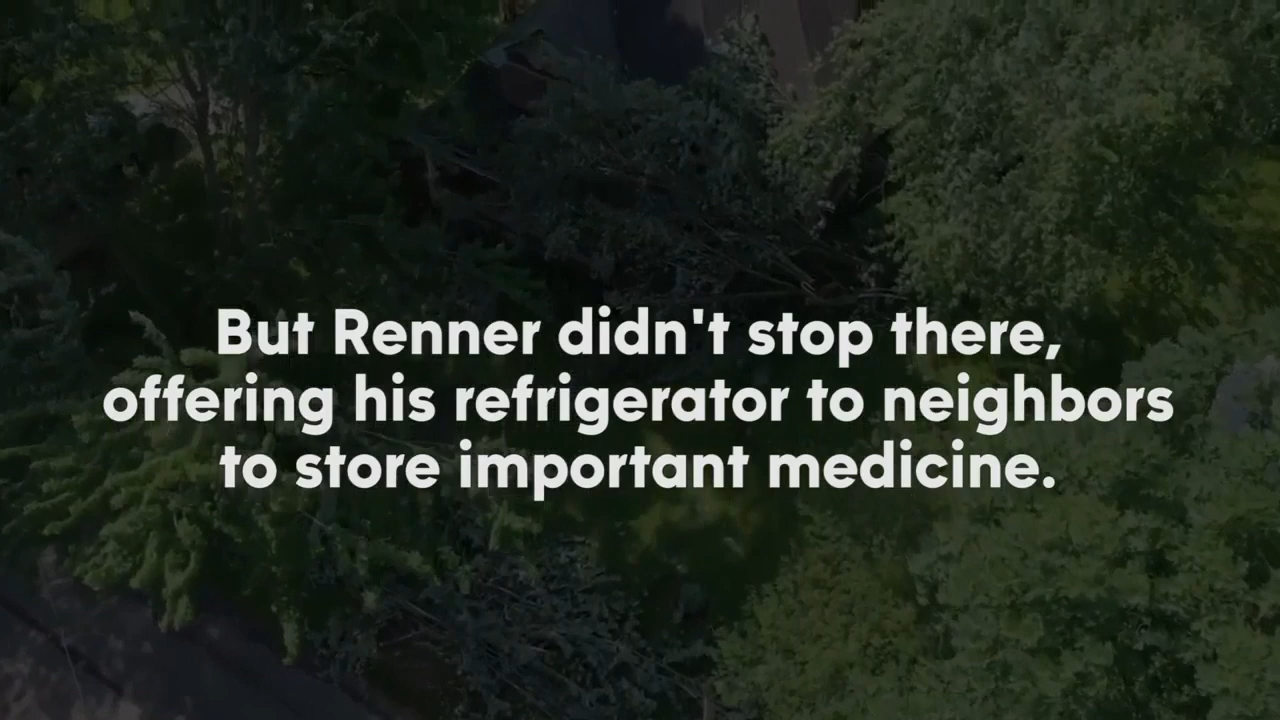 But Renner didn't stop there,
offering his refrigerator to neighbors
to store important medicine.